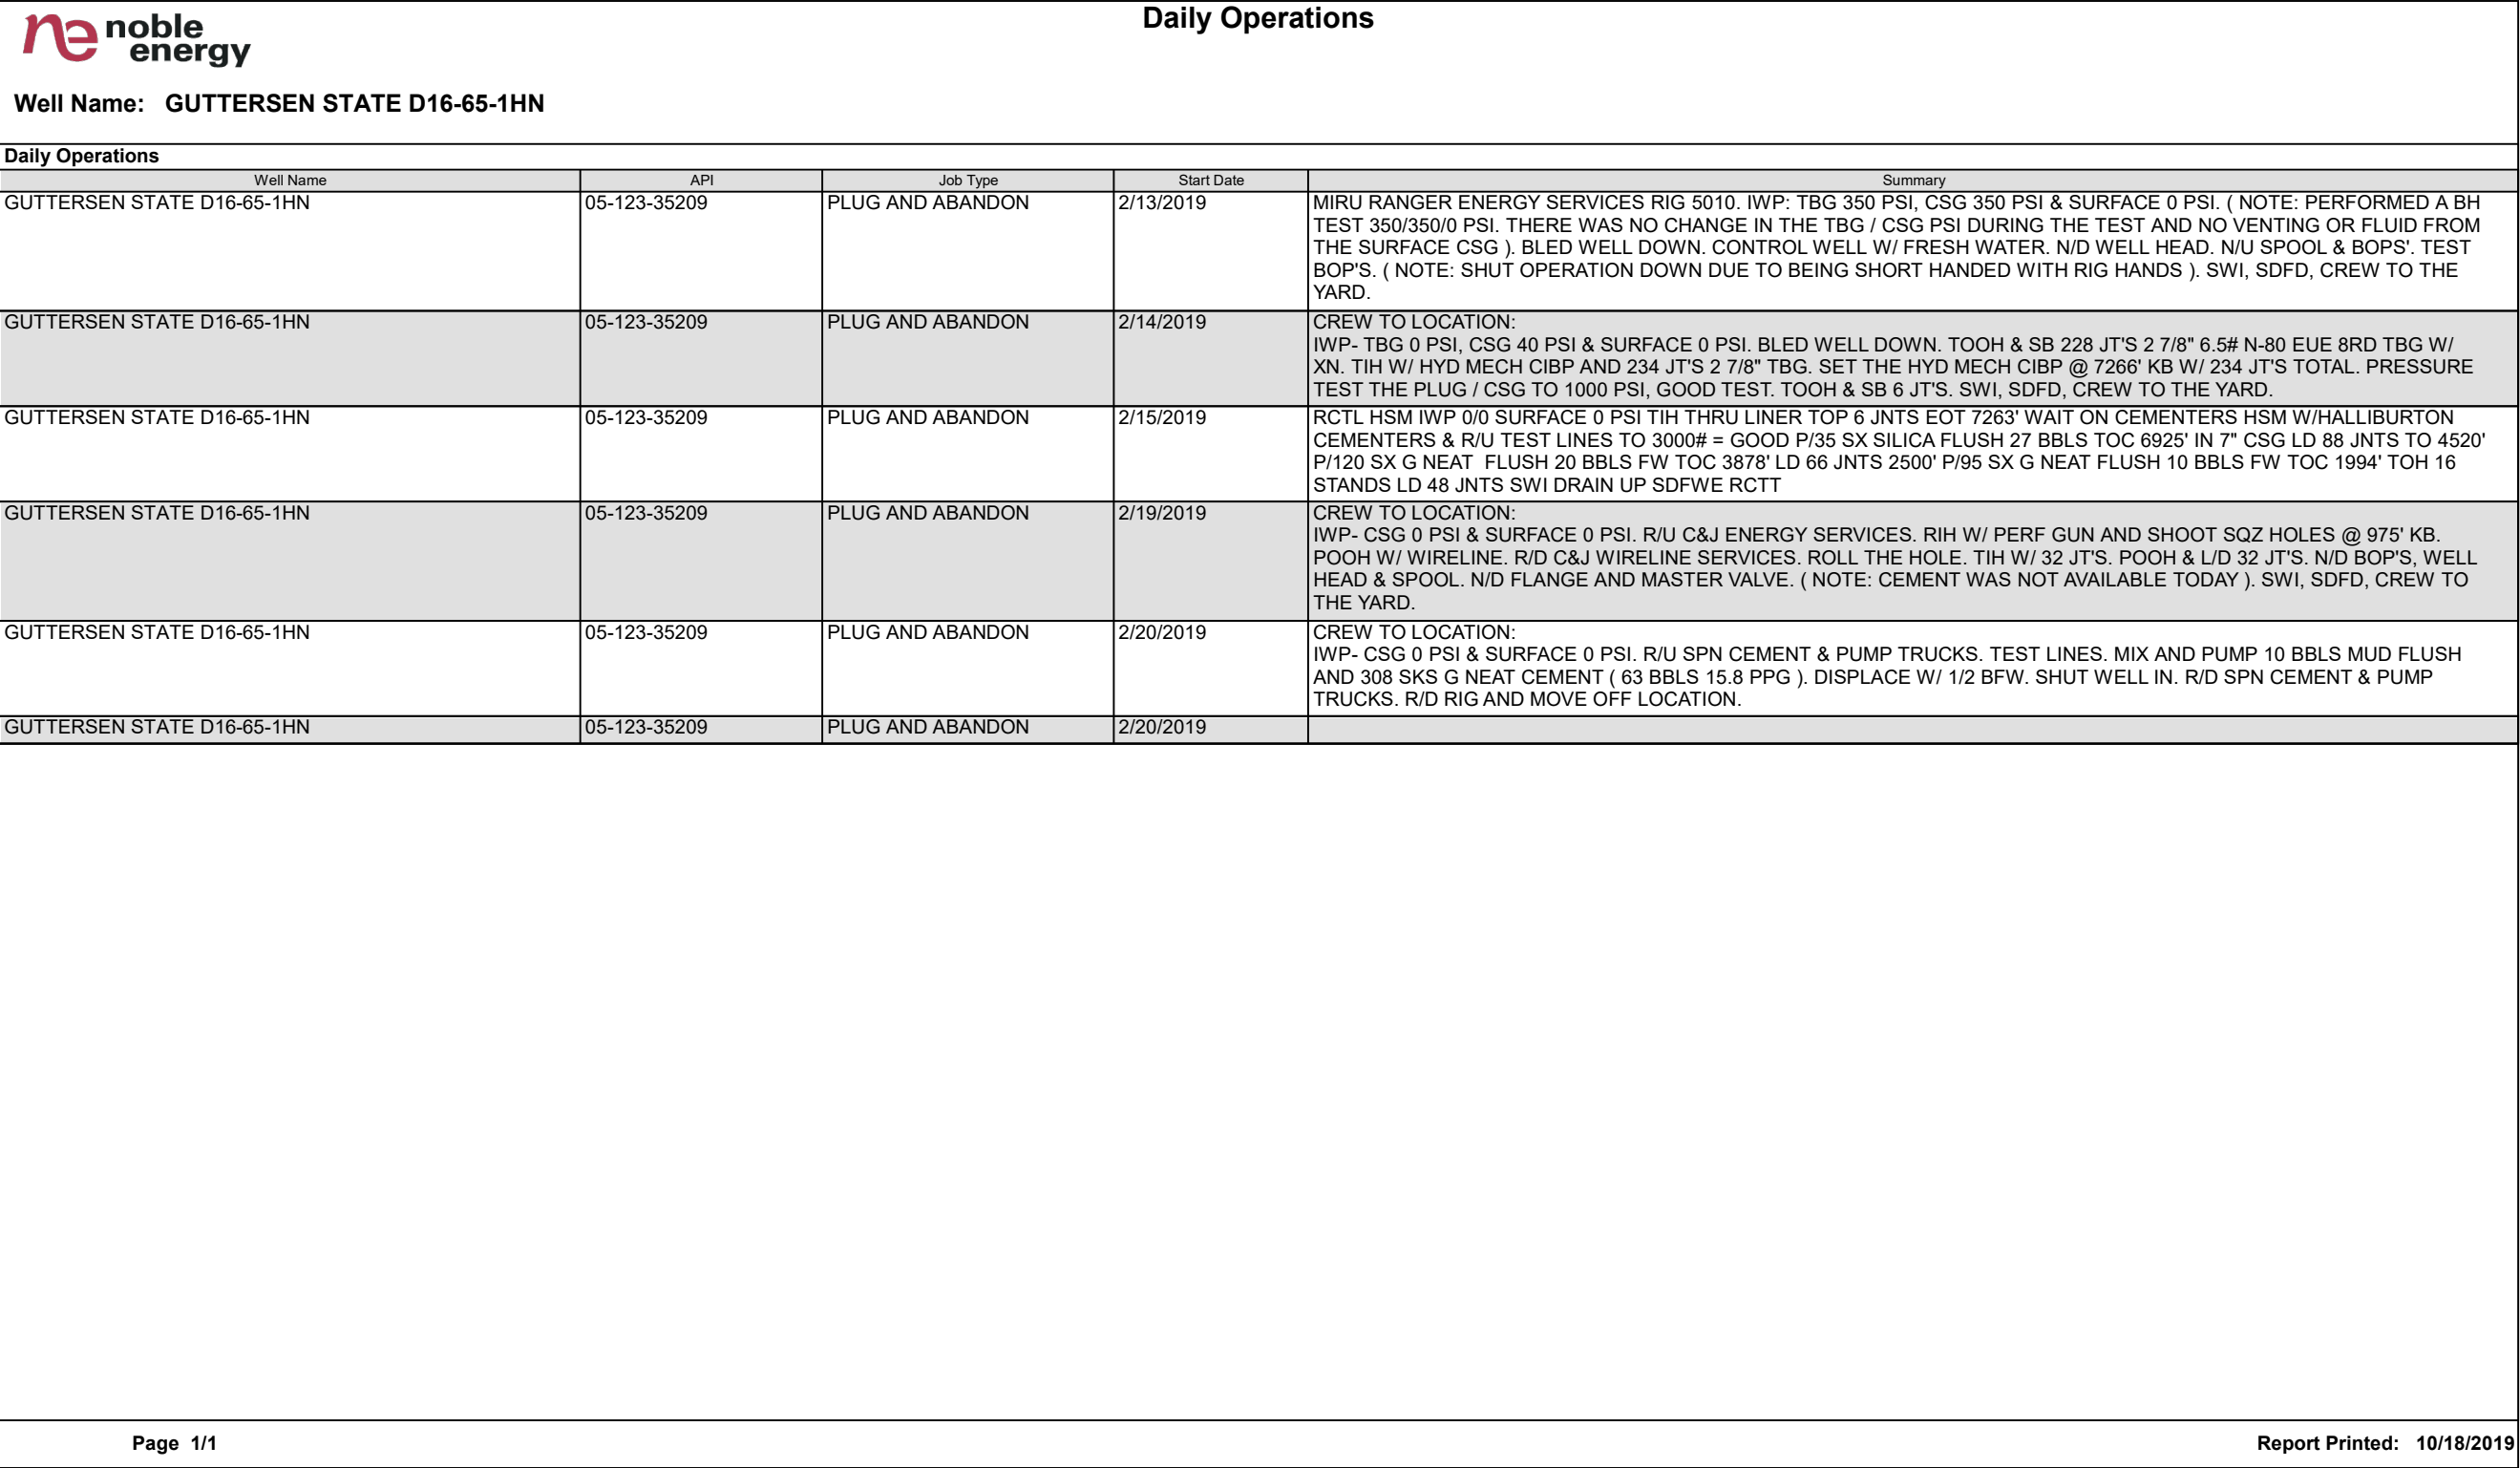 Daily Operations
noble
energy
Well Name: GUTTERSEN STATE D16-65-1HN
Daily Operations
Well Name API Job Type Start Date Summary
GUTTERSEN STATE D16-65-1HN 05-123-35209 PLUG AND ABANDON 2/13/2019 MIRU RANGER ENERGY SERVICES RIG 5010. IWP: TBG 350 PSI, CSG 350 PSI & SURFACE 0 PSI. ( NOTE: PERFORMED A BH
TEST 350/350/0 PSI. THERE WAS NO CHANGE IN THE TBG / CSG PSI DURING THE TEST AND NO VENTING OR FLUID FROM
THE SURFACE CSG ). BLED WELL DOWN. CONTROL WELL W/ FRESH WATER. N/D WELL HEAD. N/U SPOOL & BOPS'. TEST
BOP'S. ( NOTE: SHUT OPERATION DOWN DUE TO BEING SHORT HANDED WITH RIG HANDS ). SWI, SDFD, CREW TO THE
YARD.
GUTTERSEN STATE D16-65-1HN 05-123-35209 PLUG AND ABANDON 2/14/2019 CREW TO LOCATION:
IWP- TBG 0 PSI, CSG 40 PSI & SURFACE 0 PSI. BLED WELL DOWN. TOOH & SB 228 JT'S 2 7/8" 6.5# N-80 EUE 8RD TBG W/
XN. TIH W/ HYD MECH CIBP AND 234 JT'S 2 7/8" TBG. SET THE HYD MECH CIBP @ 7266' KB W/ 234 JT'S TOTAL. PRESSURE
TEST THE PLUG / CSG TO 1000 PSI, GOOD TEST. TOOH & SB 6 JT'S. SWI, SDFD, CREW TO THE YARD.
GUTTERSEN STATE D16-65-1HN 05-123-35209 PLUG AND ABANDON 2/15/2019 RCTL HSM IWP 0/0 SURFACE 0 PSI TIH THRU LINER TOP 6 JNTS EOT 7263' WAIT ON CEMENTERS HSM W/HALLIBURTON
CEMENTERS & R/U TEST LINES TO 3000# = GOOD P/35 SX SILICA FLUSH 27 BBLS TOC 6925' IN 7" CSG LD 88 JNTS TO 4520'
P/120 SX G NEAT  FLUSH 20 BBLS FW TOC 3878' LD 66 JNTS 2500' P/95 SX G NEAT FLUSH 10 BBLS FW TOC 1994' TOH 16
STANDS LD 48 JNTS SWI DRAIN UP SDFWE RCTT
GUTTERSEN STATE D16-65-1HN 05-123-35209 PLUG AND ABANDON 2/19/2019 CREW TO LOCATION:
IWP- CSG 0 PSI & SURFACE 0 PSI. R/U C&J ENERGY SERVICES. RIH W/ PERF GUN AND SHOOT SQZ HOLES @ 975' KB.
POOH W/ WIRELINE. R/D C&J WIRELINE SERVICES. ROLL THE HOLE. TIH W/ 32 JT'S. POOH & L/D 32 JT'S. N/D BOP'S, WELL
HEAD & SPOOL. N/D FLANGE AND MASTER VALVE. ( NOTE: CEMENT WAS NOT AVAILABLE TODAY ). SWI, SDFD, CREW TO
THE YARD.
GUTTERSEN STATE D16-65-1HN 05-123-35209 PLUG AND ABANDON 2/20/2019 CREW TO LOCATION:
IWP- CSG 0 PSI & SURFACE 0 PSI. R/U SPN CEMENT & PUMP TRUCKS. TEST LINES. MIX AND PUMP 10 BBLS MUD FLUSH
AND 308 SKS G NEAT CEMENT ( 63 BBLS 15.8 PPG ). DISPLACE W/ 1/2 BFW. SHUT WELL IN. R/D SPN CEMENT & PUMP
TRUCKS. R/D RIG AND MOVE OFF LOCATION.
GUTTERSEN STATE D16-65-1HN 05-123-35209 PLUG AND ABANDON 2/20/2019
Page 1/1 Report Printed: 10/18/2019